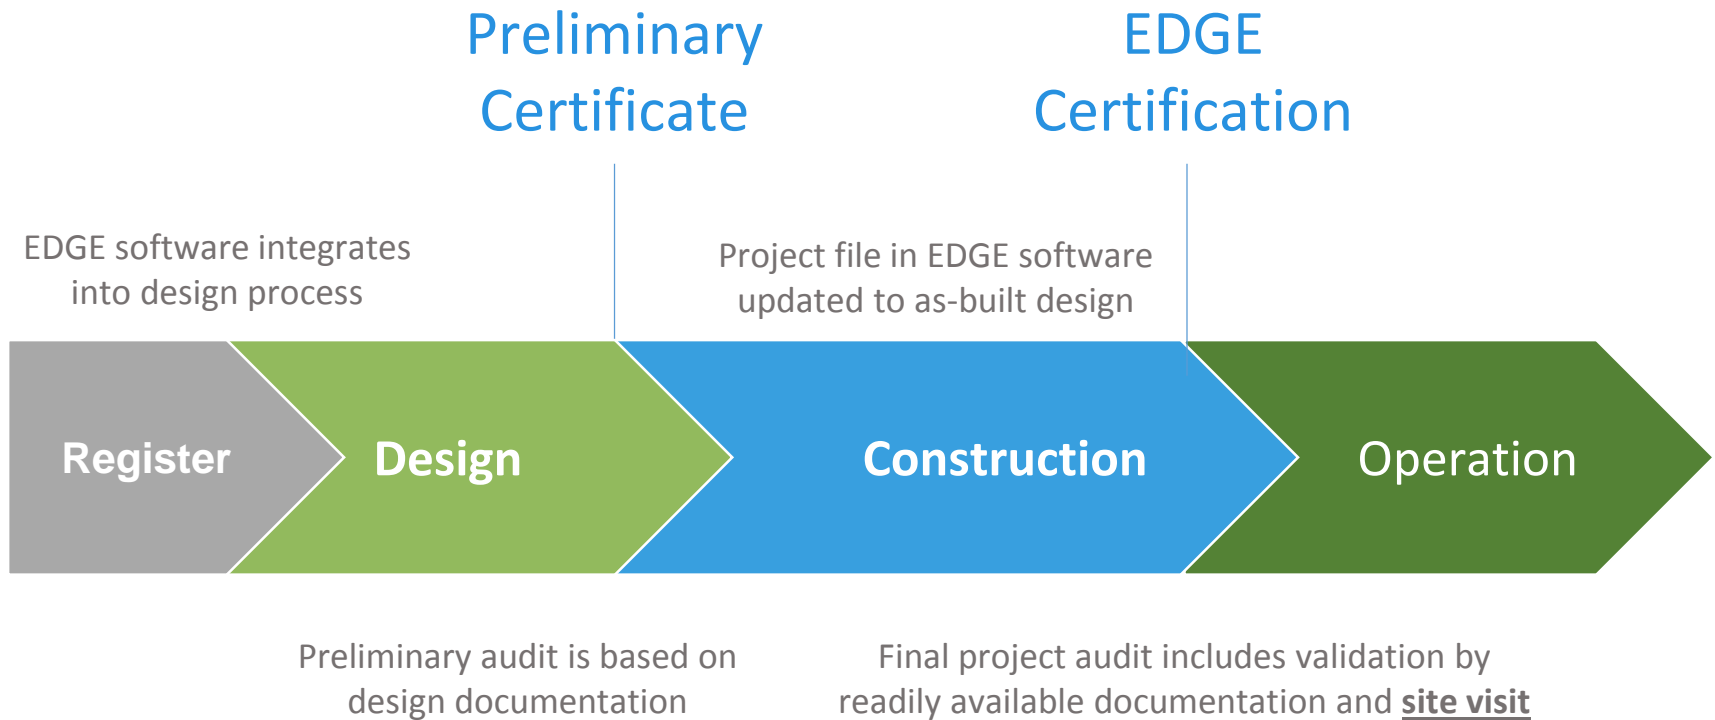 Preliminary
Certificate
EDGE
Certification
EDGE software integrates
into design process
Project file in EDGE software
updated to as-built design
Register
Design
Construction
Operation
Preliminary audit is based on
design documentation
Final project audit includes validation by
readily available documentation and site visit